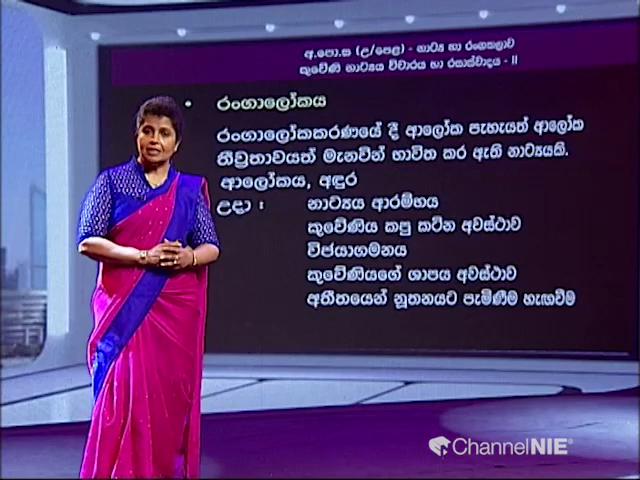 අ.පො.ස (උ/පෙළ) - නාට්‍ය හා රංගකලාව
කුවේණි නාට්‍යය විචාරය හා රසාස්වාදය - II
• රංගාලෝකය
රංගාලෝකකරණයේ දී ආලෝක පැහැයත් ආලෝක
තීව්‍රතාවයත් මැනවින් භාවිත කර ඇති නාට්‍යයකි.
ආලෝකය, අඳුර
උදා : නාට්‍යය ආරම්භය
කුවේණිය කපු කටින අවස්ථාව
විජයාගමනය
කුවේණියගේ ශාපය අවස්ථාව
අතීතයෙන් නූතනයට පැමිණීම හැඟවීම
ChannelNIE